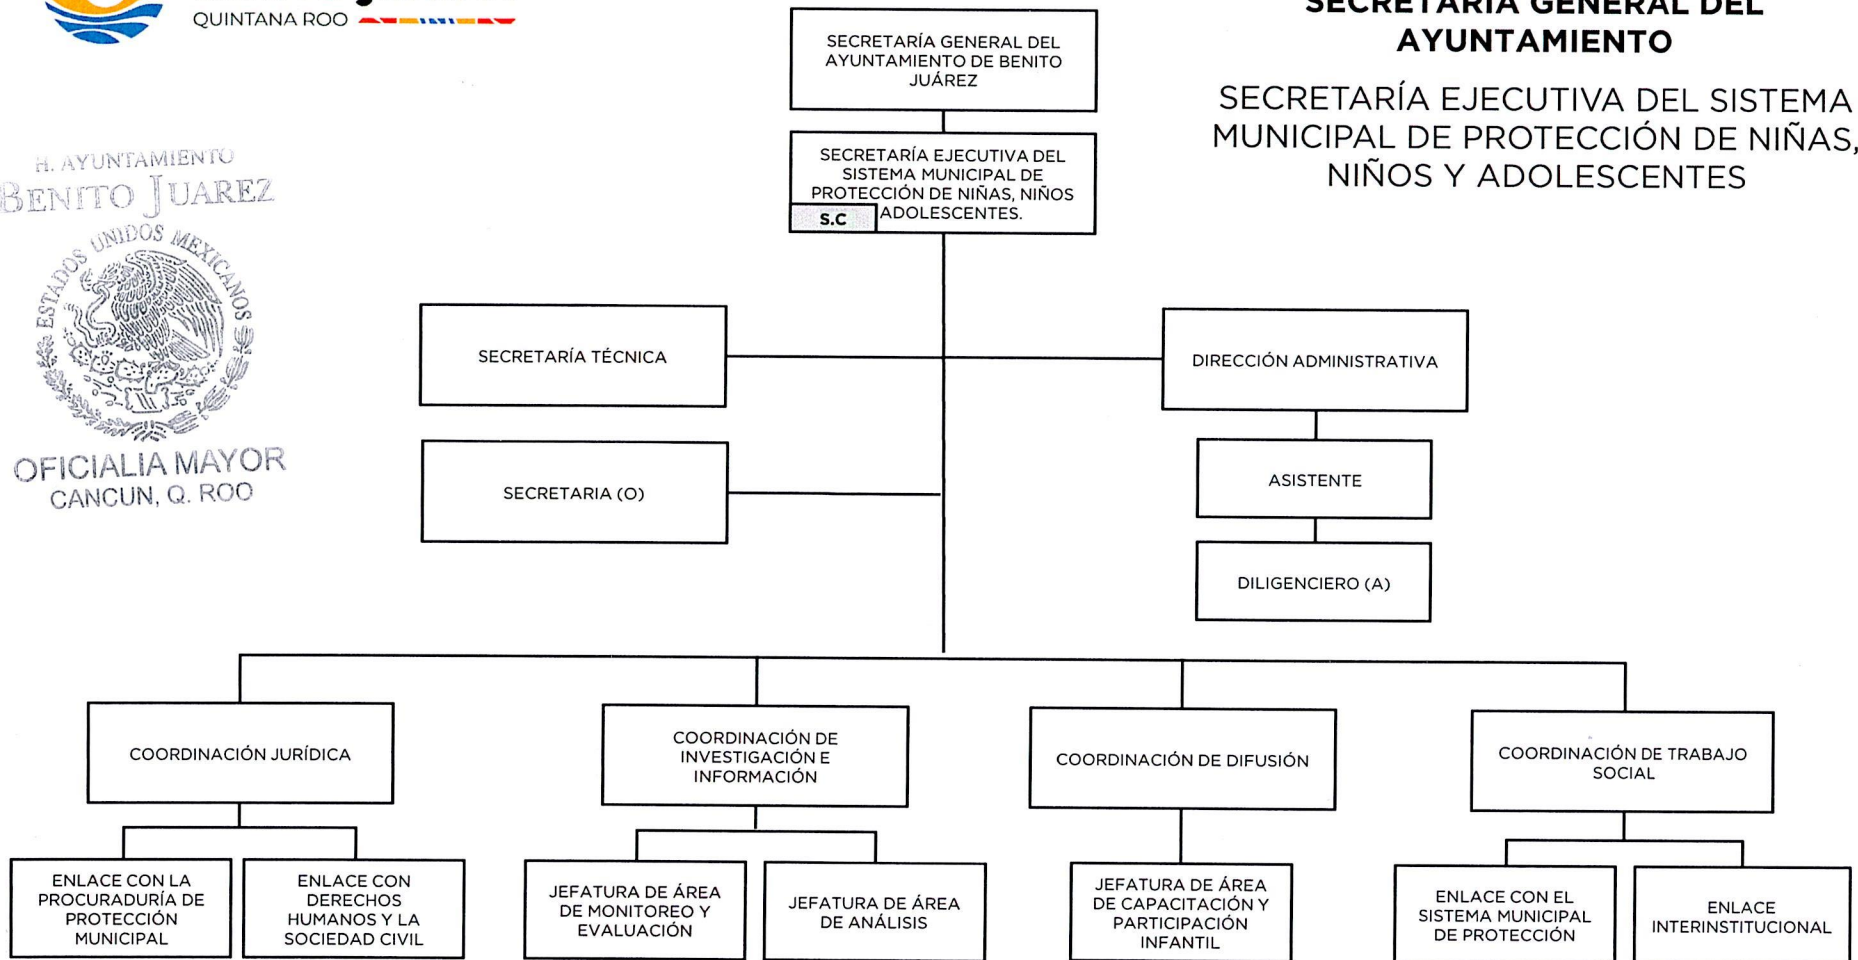 QUINTANA ROO
SECRETARÍA GENERAL DEL
AYUNTAMIENTO
SECRETARÍA EJECUTIVA DEL SISTEMA
MUNICIPAL DE PROTECCIÓN DE NIÑAS,
NIÑOS Y ADOLESCENTES
H. AYUNTAMIENTO
BENITO JUAREZ
ESTADOS UNIDOS MEXICANOS
OFICIALIA MAYOR
CANCUN, Q. ROO
SECRETARÍA GENERAL DEL
AYUNTAMIENTO DE BENITO
JUÁREZ
SECRETARÍA EJECUTIVA DEL
SISTEMA MUNICIPAL DE
PROTECCIÓN DE NIÑAS, NIÑOS
ADOLESCENTES.
S.C
SECRETARÍA TÉCNICA
DIRECCIÓN ADMINISTRATIVA
SECRETARIA (O)
ASISTENTE
DILIGENCIERO (A)
COORDINACIÓN JURÍDICA
COORDINACIÓN DE
INVESTIGACIÓN E
INFORMACIÓN
COORDINACIÓN DE DIFUSIÓN
COORDINACIÓN DE TRABAJO
SOCIAL
ENLACE CON LA
PROCURADURÍA DE
PROTECCIÓN
MUNICIPAL
ENLACE CON
DERECHOS
HUMANOS Y LA
SOCIEDAD CIVIL
JEFATURA DE ÁREA
DE MONITOREO Y
EVALUACIÓN
JEFATURA DE ÁREA
DE ANÁLISIS
JEFATURA DE ÁREA
DE CAPACITACIÓN Y
PARTICIPACIÓN
INFANTIL
ENLACE CON EL
SISTEMA MUNICIPAL
DE PROTECCIÓN
ENLACE
INTERINSTITUCIONAL